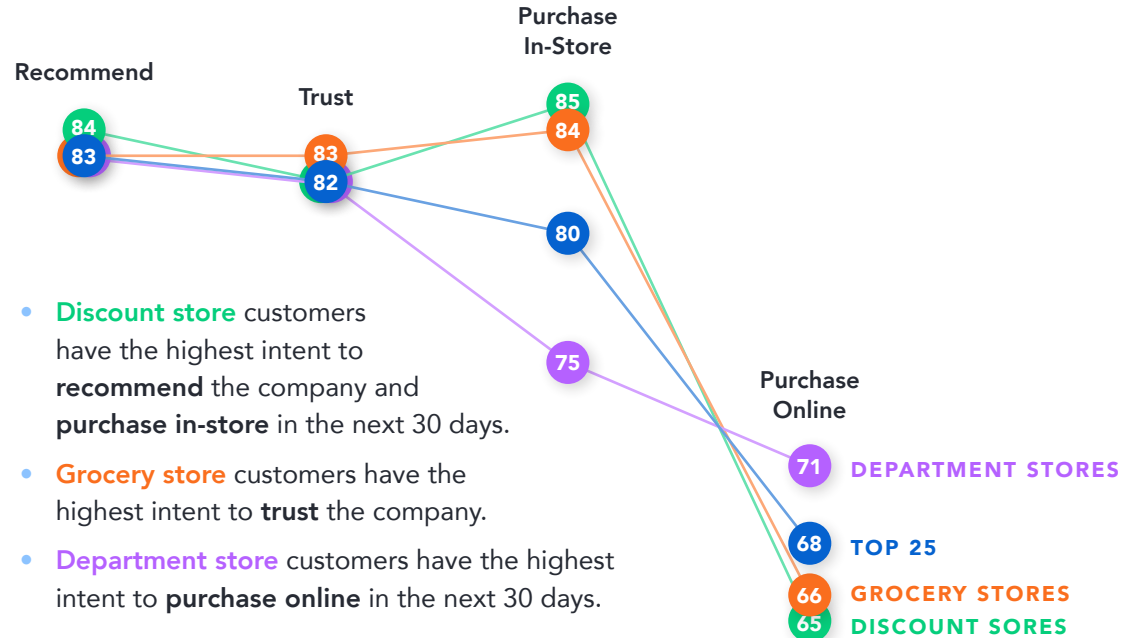 Purchase
In-Store
Recommend
Trust
85
84
84
83
83
82
80
• Discount store customers
have the highest intent to
recommend the company and
purchase in-store in the next 30 days.
75
Purchase
Online
71 DEPARTMENT STORES
• Grocery store customers have the
highest intent to trust the company.
68 TOP 25
• Department store customers have the highest
intent to purchase online in the next 30 days.
66 GROCERY STORES
65 DISCOUNT SORES